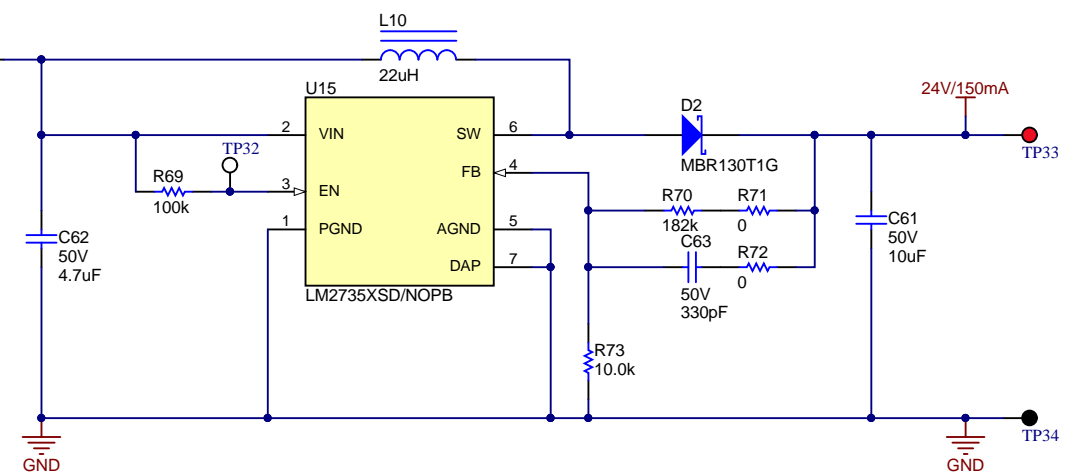 L10
22uH
U15
24V/150mA
D2
2 VIN SW 6
MBR130T1G
TP33
TP32
FB 4
R69
100k
3 EN
R70 R71
182k 0
1 PGND AGND 5
C61
50V
10uF
C62
50V
4.7uF
C63 R72
0
50V
330pF
DAP 7
LM2735XSD/NOPB
R73
10.0k
TP34
GND GND